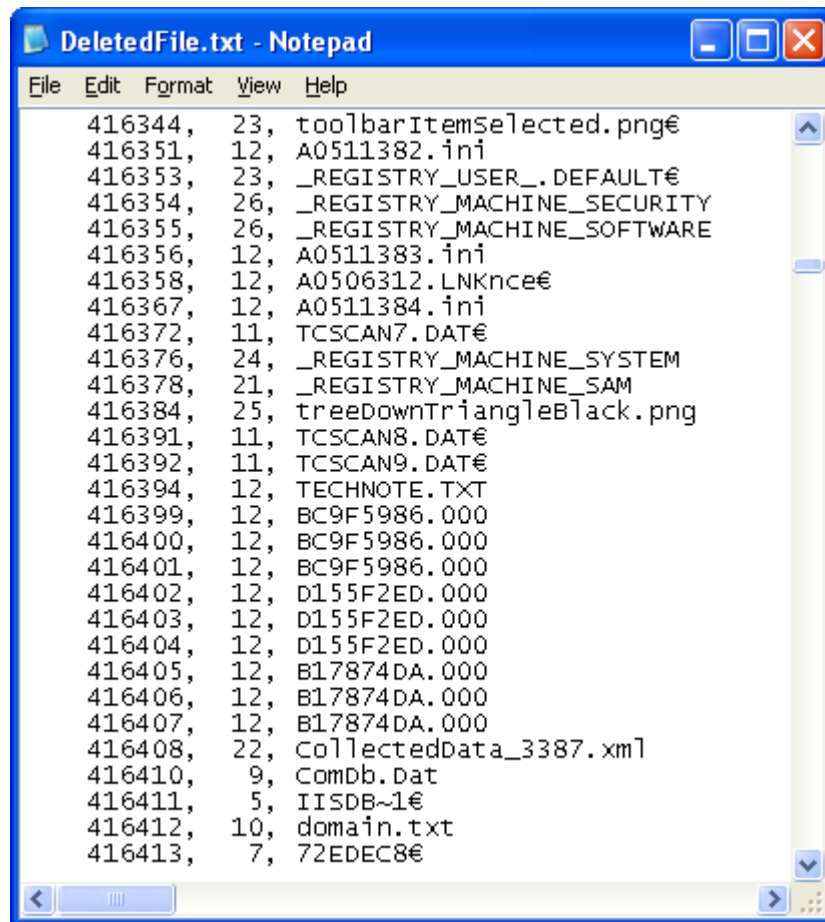 DeletedFile.txt - Notepad
File Edit Format View Help
416344, 23, toolbarItemSelected.png€
416351, 12, A0511382.ini
416353, 23, _REGISTRY_USER_.DEFAULT€
416354, 26, _REGISTRY_MACHINE_SECURITY
416355, 26, _REGISTRY_MACHINE_SOFTWARE
416356, 12, A0511383.ini
416358, 12, A0506312.LNKnce€
416367, 12, A0511384.ini
416372, 11, TCSCAN7.DAT€
416376, 24, _REGISTRY_MACHINE_SYSTEM
416378, 21, _REGISTRY_MACHINE_SAM
416384, 25, treeDownTriangleBlack.png
416391, 11, TCSCAN8.DAT€
416392, 11, TCSCAN9.DAT€
416394, 12, TECHNOTE.TXT
416399, 12, BC9F5986.000
416400, 12, BC9F5986.000
416401, 12, BC9F5986.000
416402, 12, D155F2ED.000
416403, 12, D155F2ED.000
416404, 12, D155F2ED.000
416405, 12, B17874DA.000
416406, 12, B17874DA.000
416407, 12, B17874DA.000
416408, 22, CollectedData_3387.xml
416410, 9, ComDb.Dat
416411, 5, IISDB~1€
416412, 10, domain.txt
416413, 7, 72EDEC8€